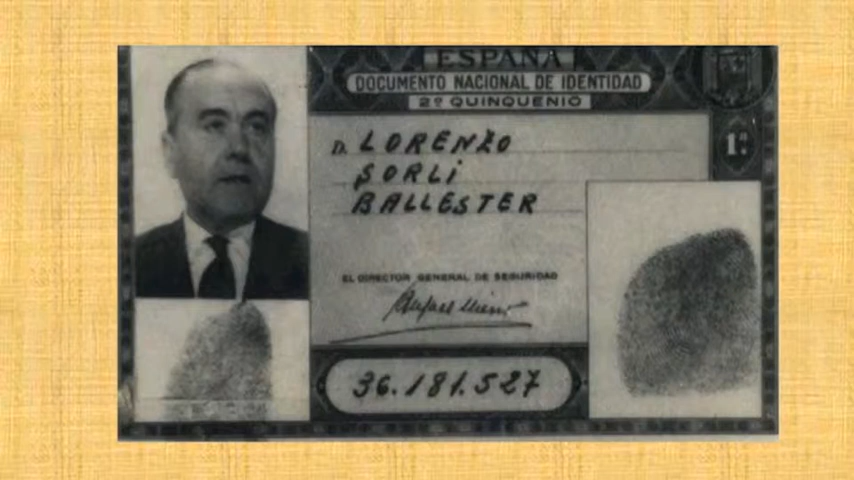 ESPAÑA
DOCUMENTO NACIONAL DE IDENTIDAD
2º QUINQUENIO
1ª
D. LORENZO
SORLI
BALLESTER
EL DIRECTOR GENERAL DE SEGURIDAD
36.181.527